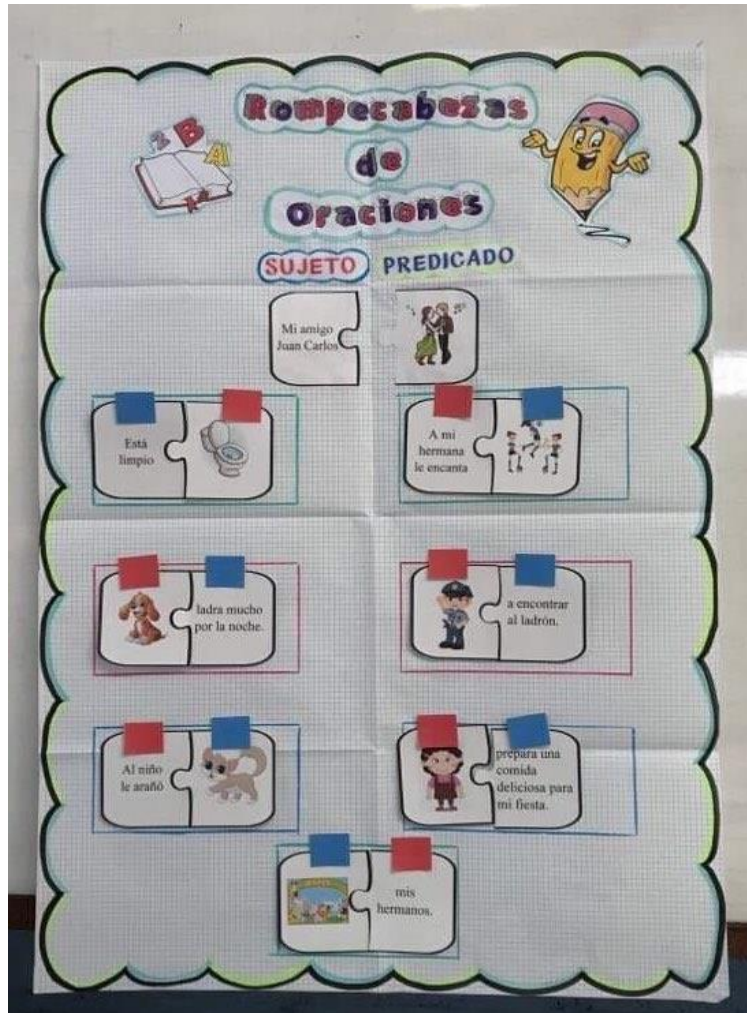 Rompecabezas
de
Oraciones
SUJETO PREDICADO
Mi amigo
Juan Carlos
Está
limpio
A mi
hermana
le encanta
ladra mucho
por la noche.
a encontrar
al ladrón.
Al niño
le arañó
prepara una
comida
deliciosa para
mi fiesta.
mis
hermanos.